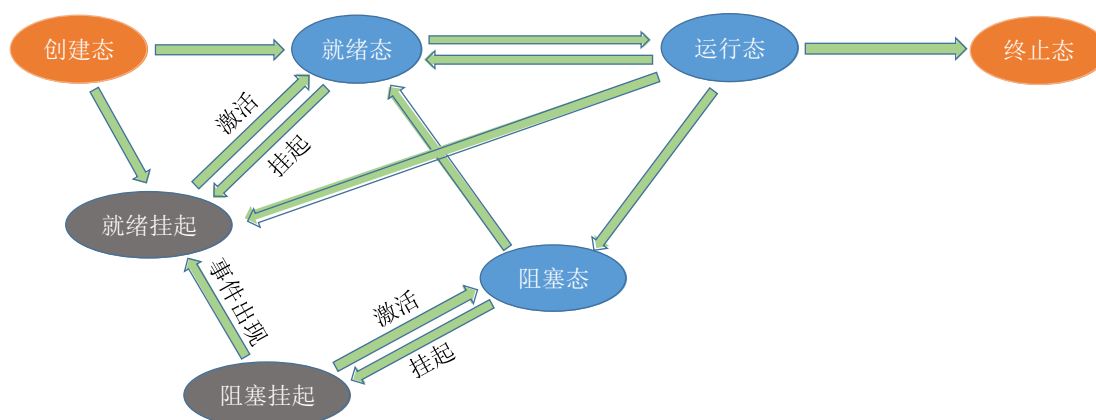 创建态
就绪态
运行态
终止态
激活
挂起
就绪挂起
事件出现
阻塞态
激活
挂起
阻塞挂起